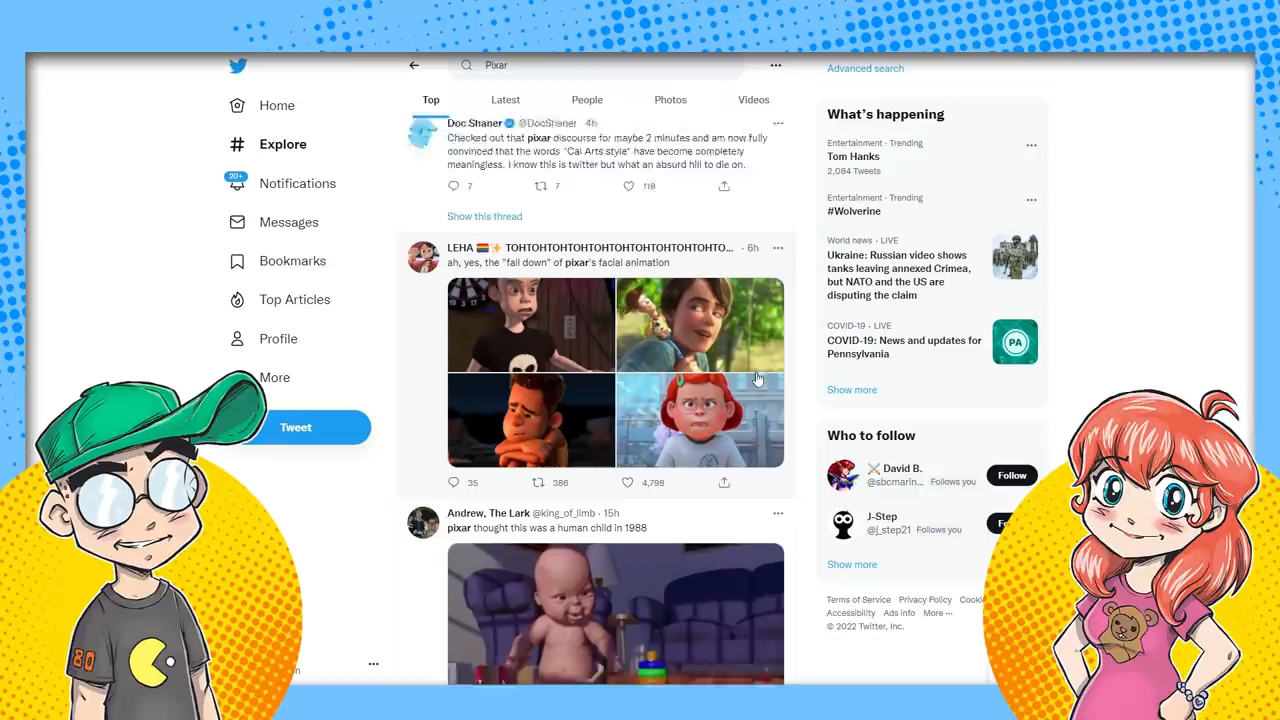 Home
Explore
20+
Notifications
Messages
Bookmarks
Top Articles
Profile
More
Tweet
Pixar
Top
Latest
People
Photos
Videos
Doc Shaner @DocShaner 4h
Checked out that pixar discourse for maybe 2 minutes and am now fully
convinced that the words "Cal Arts style" have become completely
meaningless. I know this is twitter but what an absurd hill to die on.
7 7 118
Show this thread
LEHA TOHTOHTOHTOHTOHTOHTOHTOHTOHTOHTO... · 6h
ah, yes, the "fall down" of pixar's facial animation
19 3 17
35 386 4,798
Andrew, The Lark @king_of_limb · 15h
pixar thought this was a human child in 1988
Advanced search
What's happening
Entertainment · Trending
Tom Hanks
2,084 Tweets
Entertainment · Trending
#Wolverine
World news · LIVE
Ukraine: Russian video shows
tanks leaving annexed Crimea,
but NATO and the US are
disputing the claim
COVID-19 · LIVE
COVID-19: News and updates for
Pennsylvania
PA
Show more
Who to follow
David B.
@sbcmarin... Follows you
Follow
J-Step
@j_step21 Follows you
Fo
Show more
Terms of Service Privacy Policy Cookie
Accessibility Ads info More
© 2022 Twitter, Inc.
80